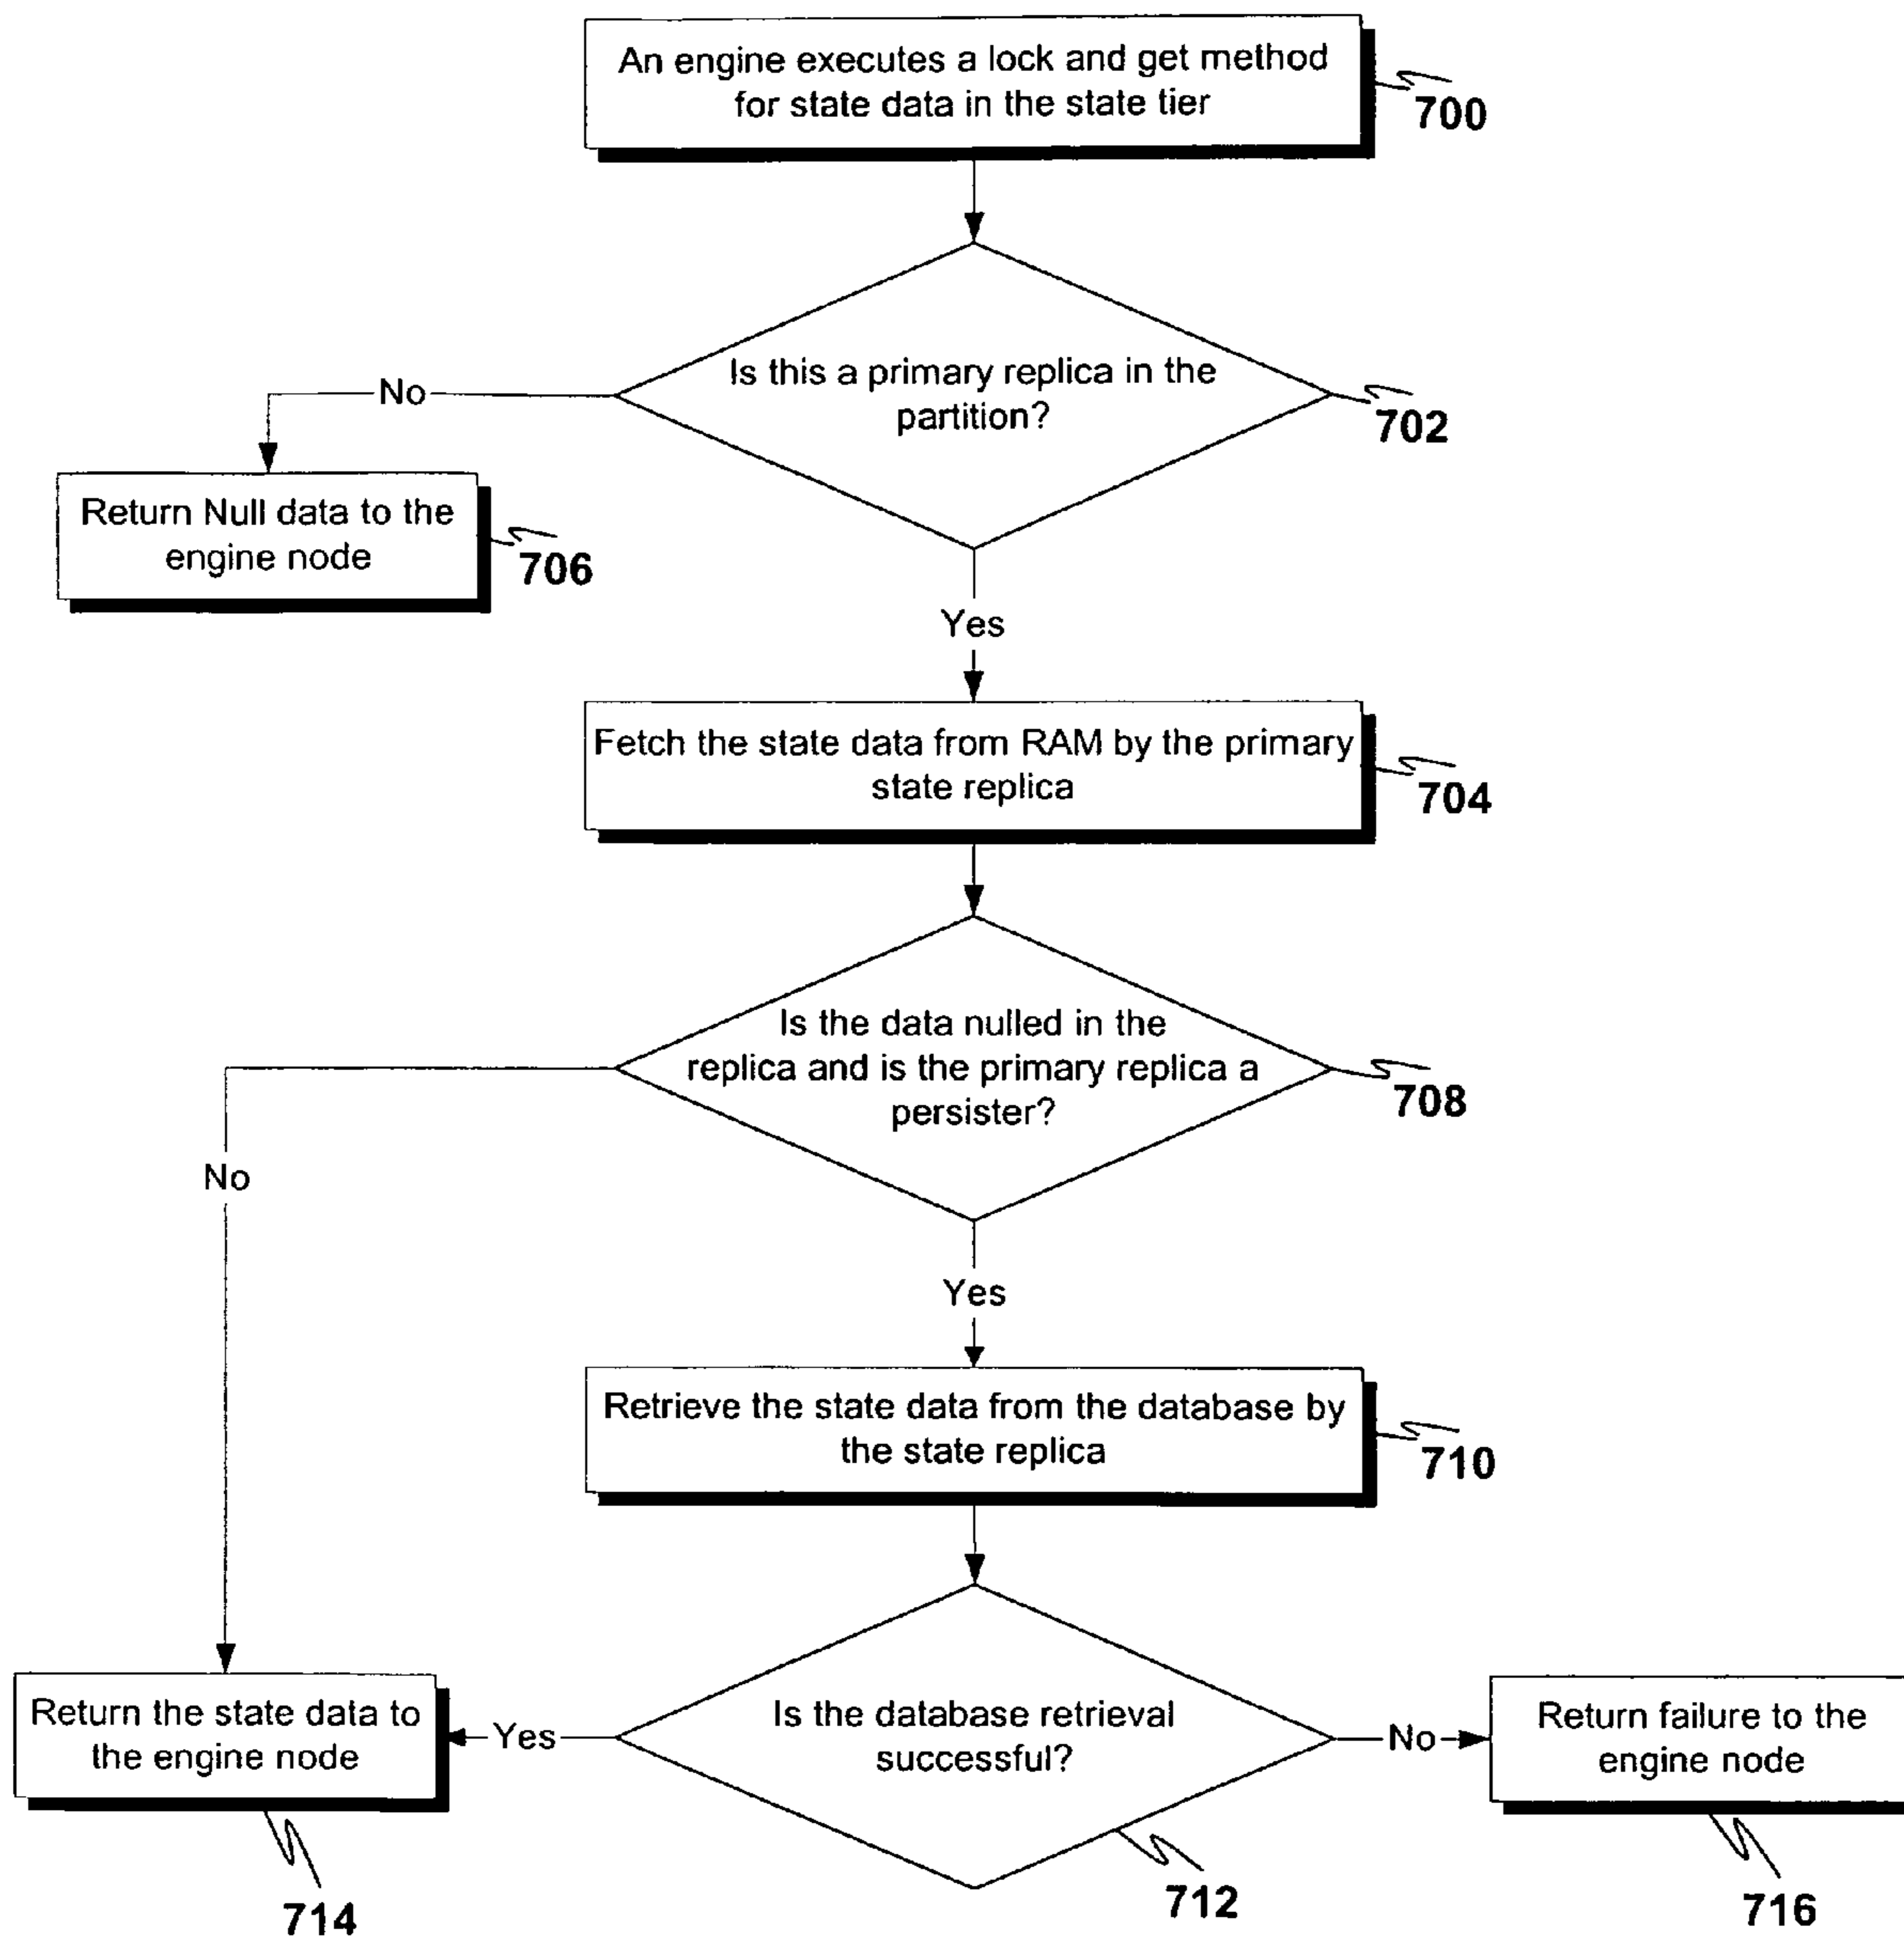 An engine executes a lock and get method
for state data in the state tier
700
Is this a primary replica in the
partition?
702
No
Return Null data to the
engine node
706
Yes
Fetch the state data from RAM by the primary
state replica
704
Is the data nulled in the
replica and is the primary replica a
persister?
708
No
Yes
Retrieve the state data from the database by
the state replica
710
Return the state data to
the engine node
714
Yes
Is the database retrieval
successful?
712
No
Return failure to the
engine node
716